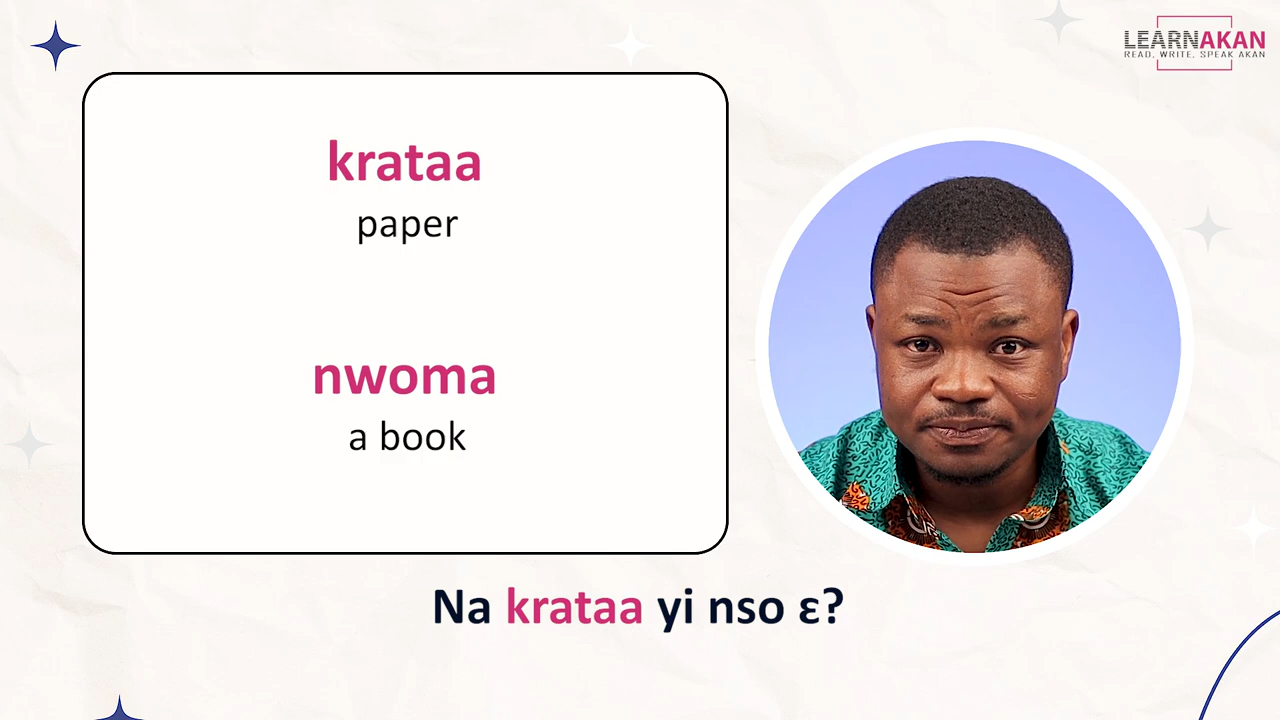 LEARNAKAN
READ, WRITE, SPEAK AKAN
krataa
paper
nwoma
a book
Na krataa yi nso ɛ?